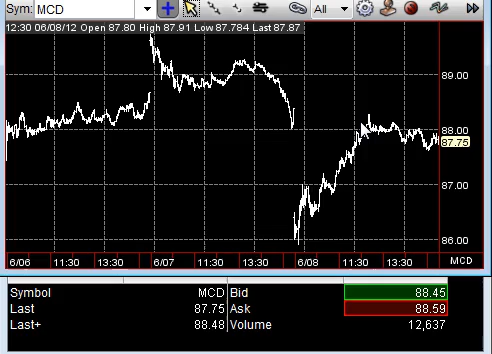 Sym: MCD All
12:30 06/08/12 Open 87.80 High 87.91 Low 87.784 Last 87.87
89.00
88.00
87.75
87.00
86.00
6/06 11:30 13:30 6/07 11:30 13:30 6/08 11:30 13:30 MCD
Symbol MCD Bid 88.45
Last 87.75 Ask 88.59
Last+ 88.48 Volume 12,637